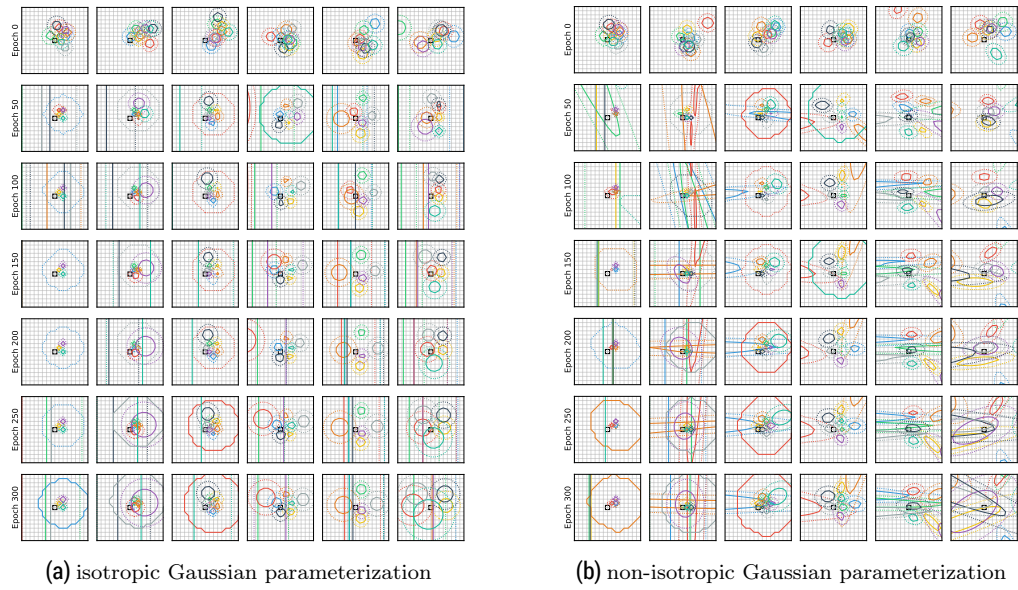 Epoch 0
Epoch 50
Epoch 100
Epoch 150
Epoch 200
Epoch 250
Epoch 300
(a) isotropic Gaussian parameterization
Epoch 0
Epoch 50
Epoch 100
Epoch 150
Epoch 200
Epoch 250
Epoch 300
(b) non-isotropic Gaussian parameterization